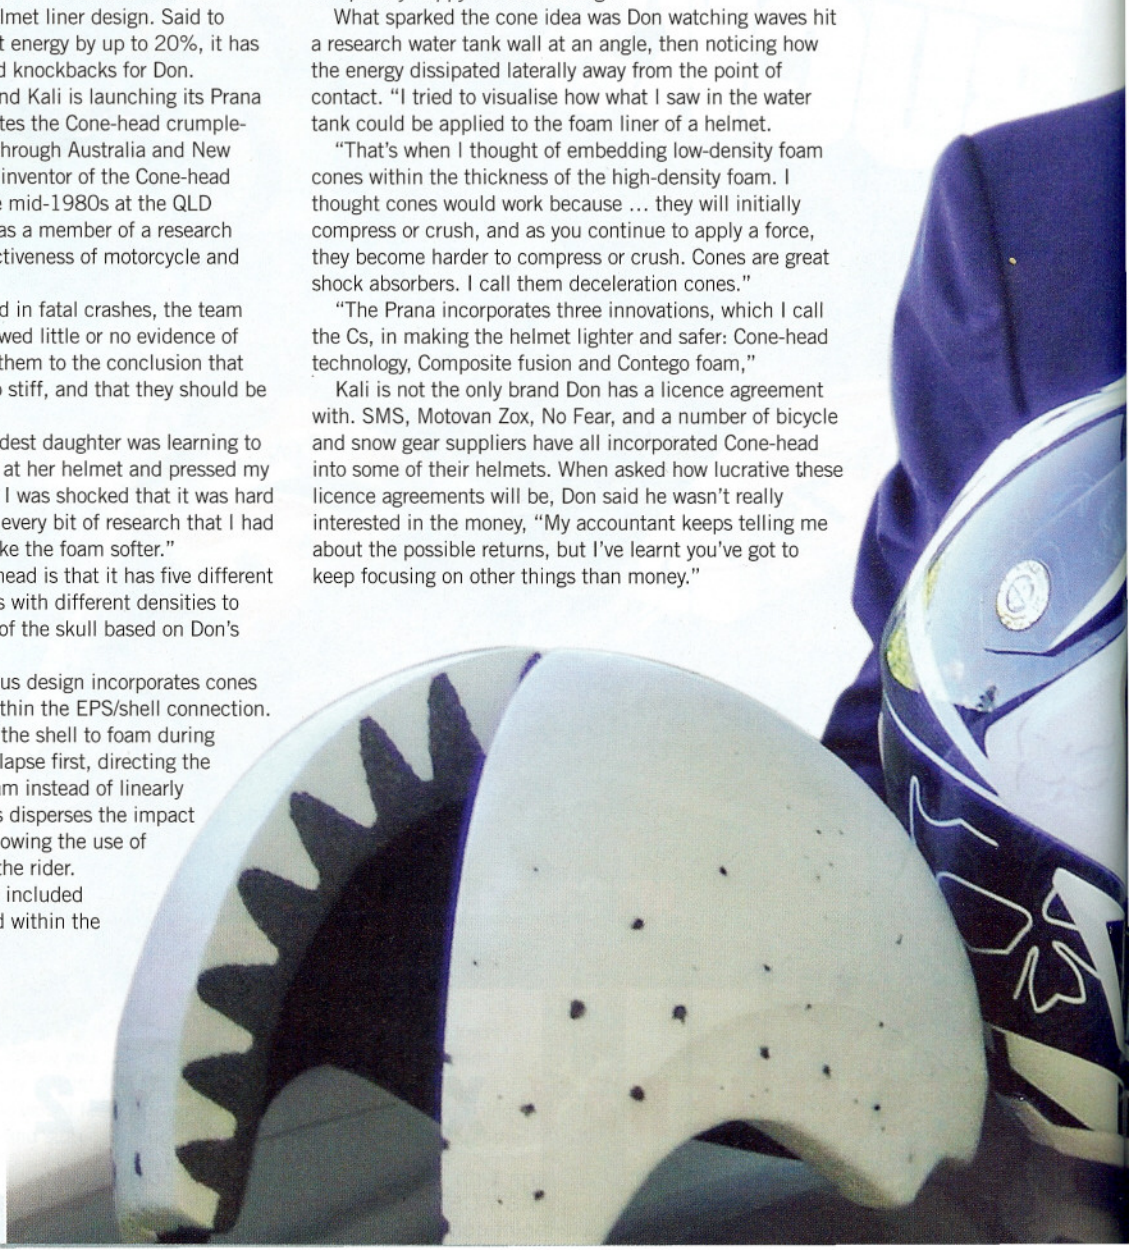 lmet liner design. Said to
t energy by up to 20%, it has
d knockbacks for Don.
nd Kali is launching its Prana
tes the Cone-head crumple-
hrough Australia and New
inventor of the Cone-head
e mid-1980s at the QLD
as a member of a research
ctiveness of motorcycle and
d in fatal crashes, the team
wed little or no evidence of
them to the conclusion that
o stiff, and that they should be
dest daughter was learning to
at her helmet and pressed my
I was shocked that it was hard
every bit of research that I had
ke the foam softer.”
head is that it has five different
s with different densities to
of the skull based on Don’s
us design incorporates cones
thin the EPS/shell connection.
the shell to foam during
lapse first, directing the
m instead of linearly
s disperses the impact
owing the use of
the rider.
included
d within the
What sparked the cone idea was Don watching waves hit
a research water tank wall at an angle, then noticing how
the energy dissipated laterally away from the point of
contact. “I tried to visualise how what I saw in the water
tank could be applied to the foam liner of a helmet.
“That’s when I thought of embedding low-density foam
cones within the thickness of the high-density foam. I
thought cones would work because ... they will initially
compress or crush, and as you continue to apply a force,
they become harder to compress or crush. Cones are great
shock absorbers. I call them deceleration cones.”
“The Prana incorporates three innovations, which I call
the Cs, in making the helmet lighter and safer: Cone-head
technology, Composite fusion and Contego foam,”
Kali is not the only brand Don has a licence agreement
with. SMS, Motovan Zox, No Fear, and a number of bicycle
and snow gear suppliers have all incorporated Cone-head
into some of their helmets. When asked how lucrative these
licence agreements will be, Don said he wasn’t really
interested in the money, “My accountant keeps telling me
about the possible returns, but I’ve learnt you’ve got to
keep focusing on other things than money.”